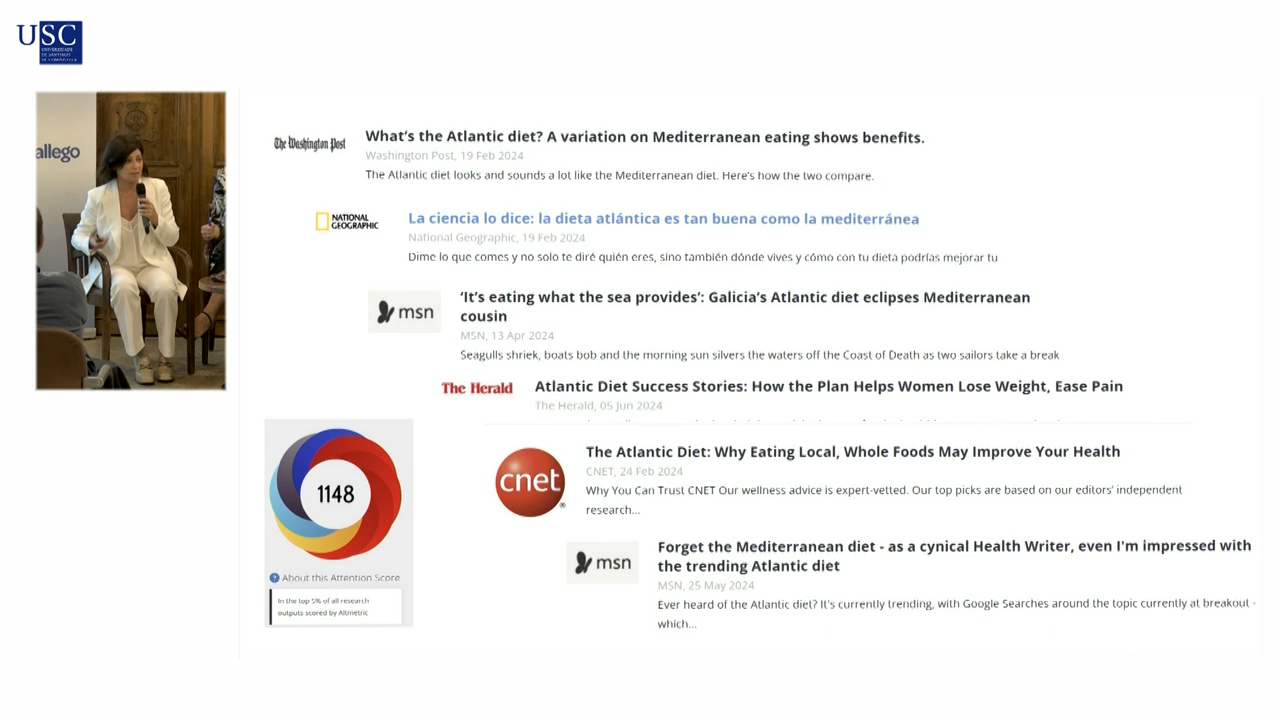 USC
UNIVERSIDADE
DE SANTIAGO
DE COMPOSTELA
allego
The Washington Post
What's the Atlantic diet? A variation on Mediterranean eating shows benefits.
Washington Post, 19 Feb 2024
The Atlantic diet looks and sounds a lot like the Mediterranean diet. Here's how the two compare.
NATIONAL
GEOGRAPHIC
La ciencia lo dice: la dieta atlántica es tan buena como la mediterránea
National Geographic, 19 Feb 2024
Dime lo que comes y no solo te diré quién eres, sino también dónde vives y cómo con tu dieta podrías mejorar tu
msn
‘It's eating what the sea provides’: Galicia's Atlantic diet eclipses Mediterranean
cousin
MSN, 13 Apr 2024
Seagulls shriek, boats bob and the morning sun silvers the waters off the Coast of Death as two sailors take a break
The Herald
Atlantic Diet Success Stories: How the Plan Helps Women Lose Weight, Ease Pain
The Herald, 05 Jun 2024
cnet
The Atlantic Diet: Why Eating Local, Whole Foods May Improve Your Health
CNET, 24 Feb 2024
Why You Can Trust CNET Our wellness advice is expert-vetted. Our top picks are based on our editors' independent
research...
1148
? About this Attention Score
In the top 5% of all research
outputs scored by Altmetric
msn
Forget the Mediterranean diet - as a cynical Health Writer, even I'm impressed with
the trending Atlantic diet
MSN, 25 May 2024
Ever heard of the Atlantic diet? It's currently trending, with Google Searches around the topic currently at breakout -
which...